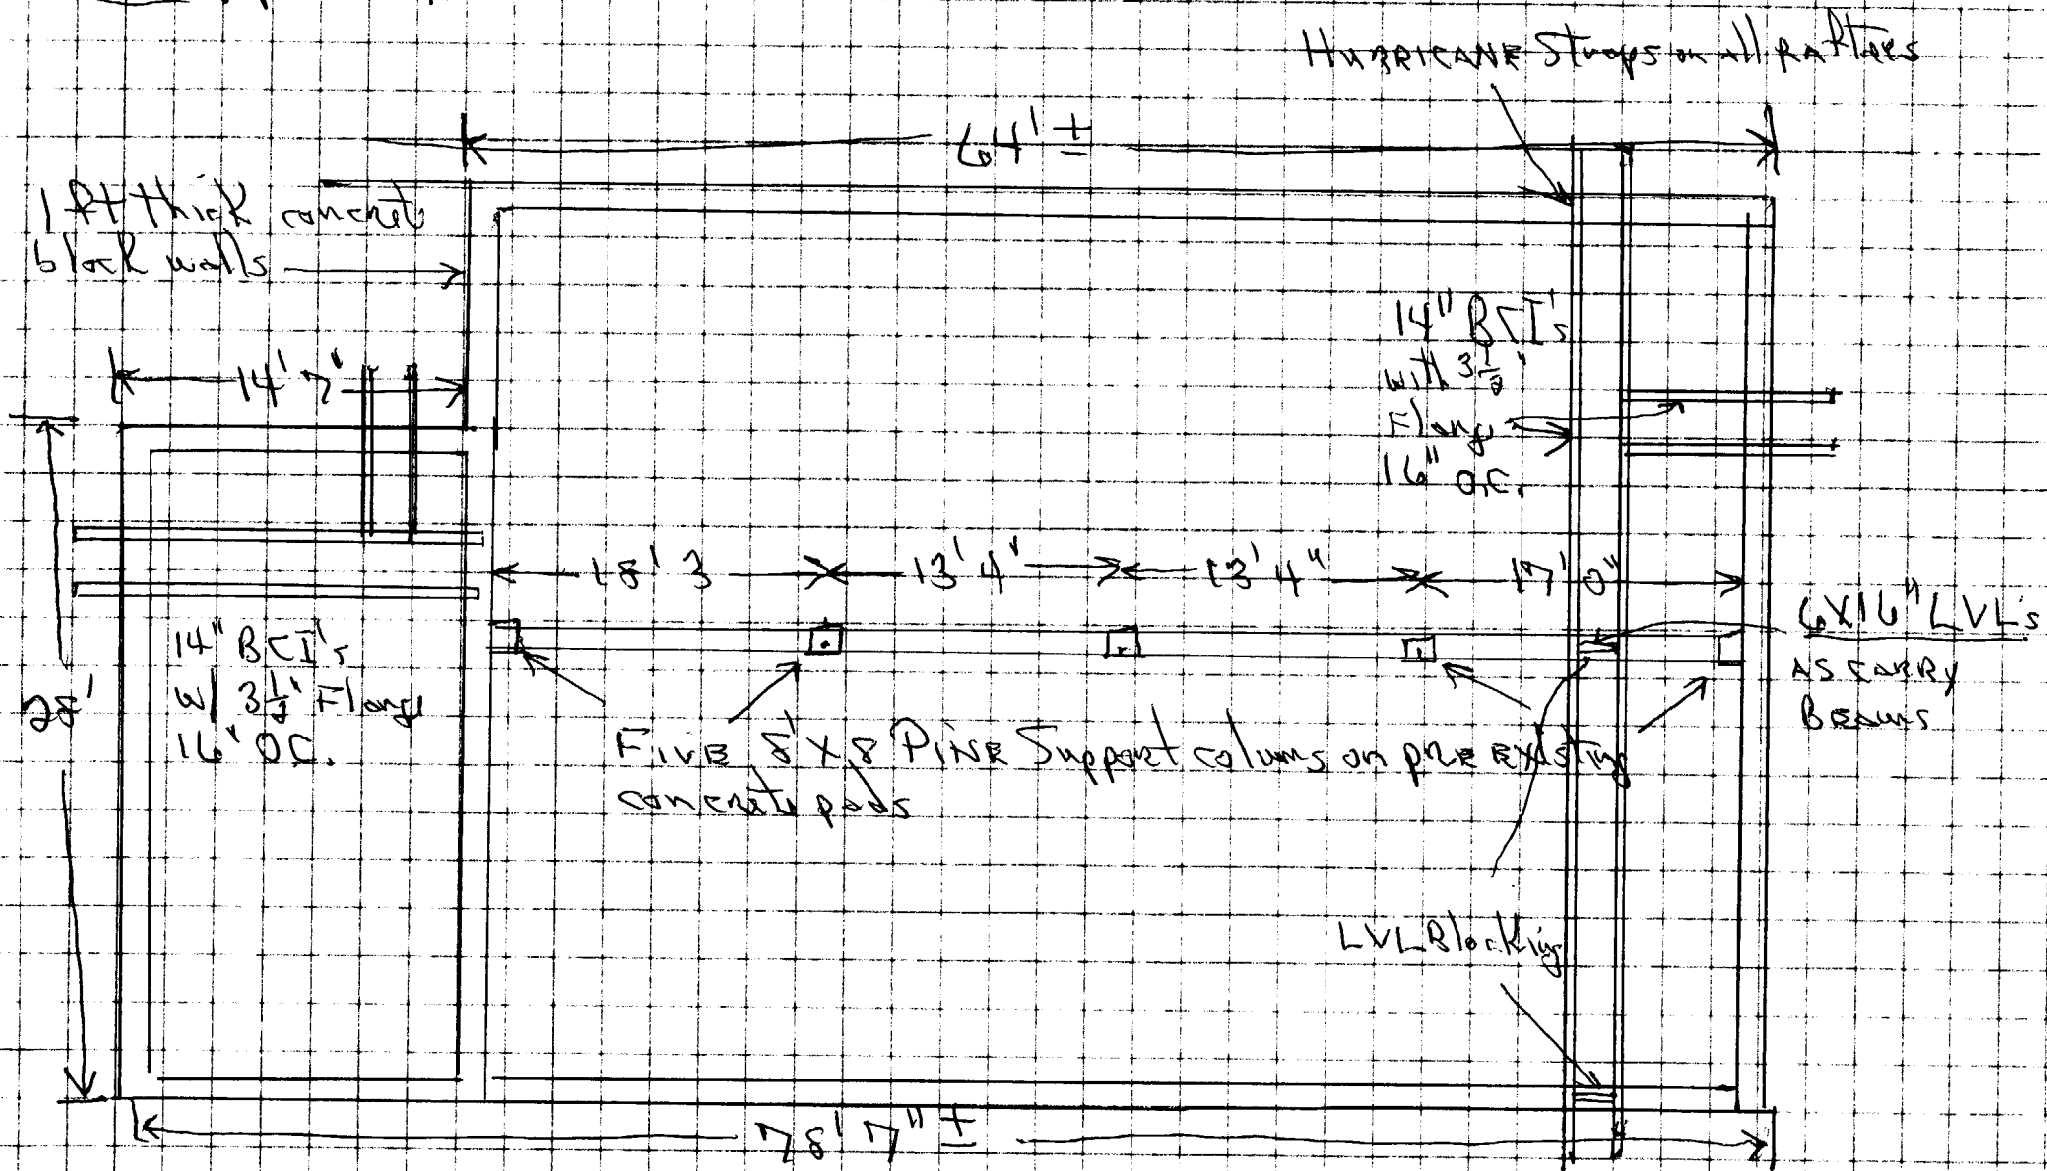 HURRICANE Straps on all Rafters
64' ±
1 ft thick concrete
block walls
14" BCI's
with 3 1/2"
Flange
16" O.C.
14' 7"
18' 3
13' 4"
13' 4"
17' 0"
6X16" LVL's
AS CARRY
BEAMS
14" BCI's
w/ 3 1/2" Flange
16" O.C.
28'
FIVE 8'X8 PINE Support colums on pre existing
concrete pads
LVL Blocking
78' 7" ±